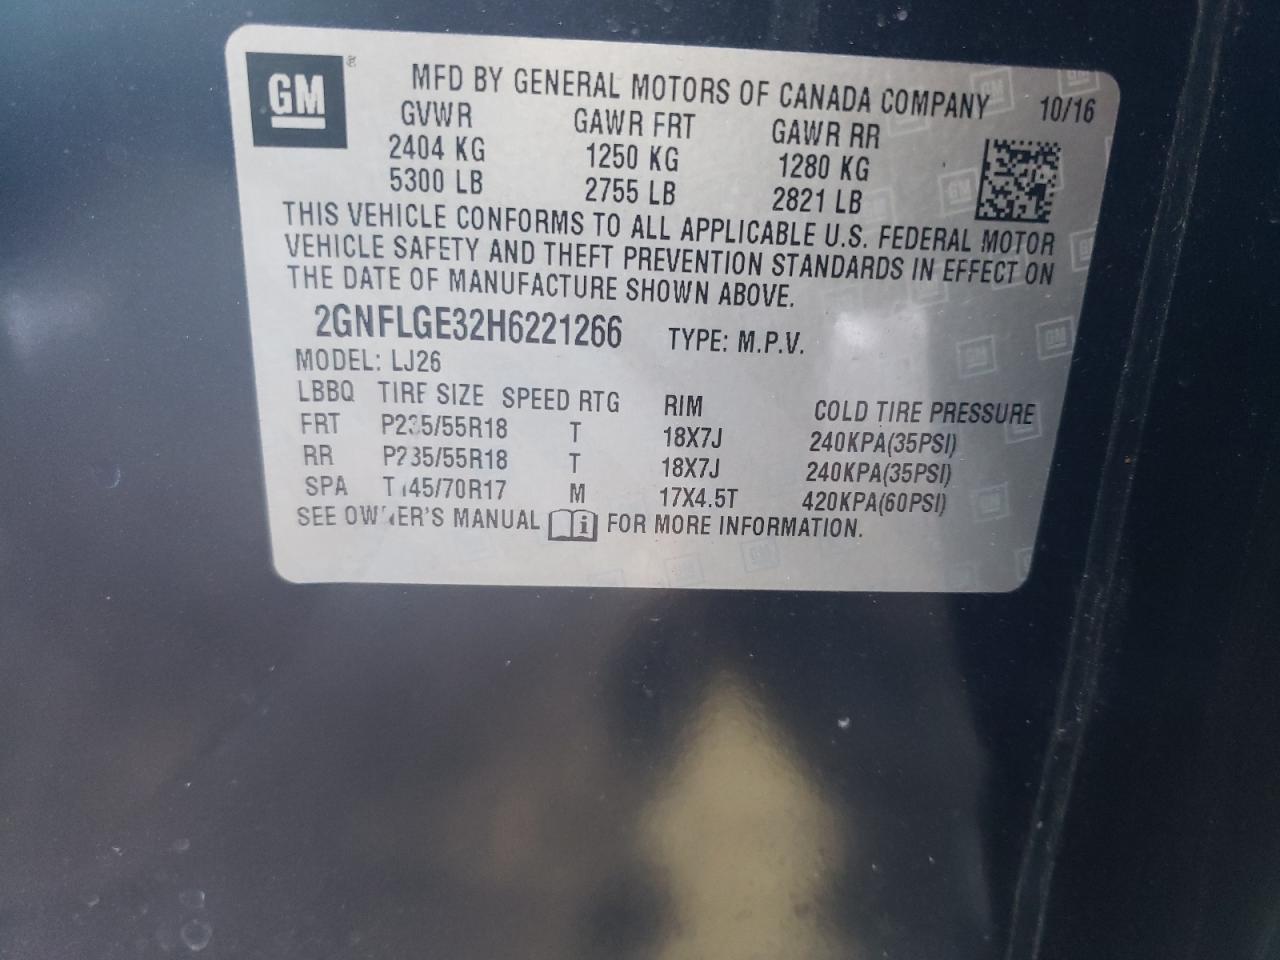 GM ®
MFD BY GENERAL MOTORS OF CANADA COMPANY 10/16
GVWR GAWR FRT GAWR RR
2404 KG 1250 KG 1280 KG
5300 LB 2755 LB 2821 LB
THIS VEHICLE CONFORMS TO ALL APPLICABLE U.S. FEDERAL MOTOR
VEHICLE SAFETY AND THEFT PREVENTION STANDARDS IN EFFECT ON
THE DATE OF MANUFACTURE SHOWN ABOVE.
2GNFLGE32H6221266 TYPE: M.P.V.
MODEL: LJ26
LBBQ TIRE SIZE SPEED RTG RIM COLD TIRE PRESSURE
FRT P235/55R18 T 18X7J 240KPA(35PSI)
RR P235/55R18 T 18X7J 240KPA(35PSI)
SPA T145/70R17 M 17X4.5T 420KPA(60PSI)
SEE OWNER'S MANUAL FOR MORE INFORMATION.